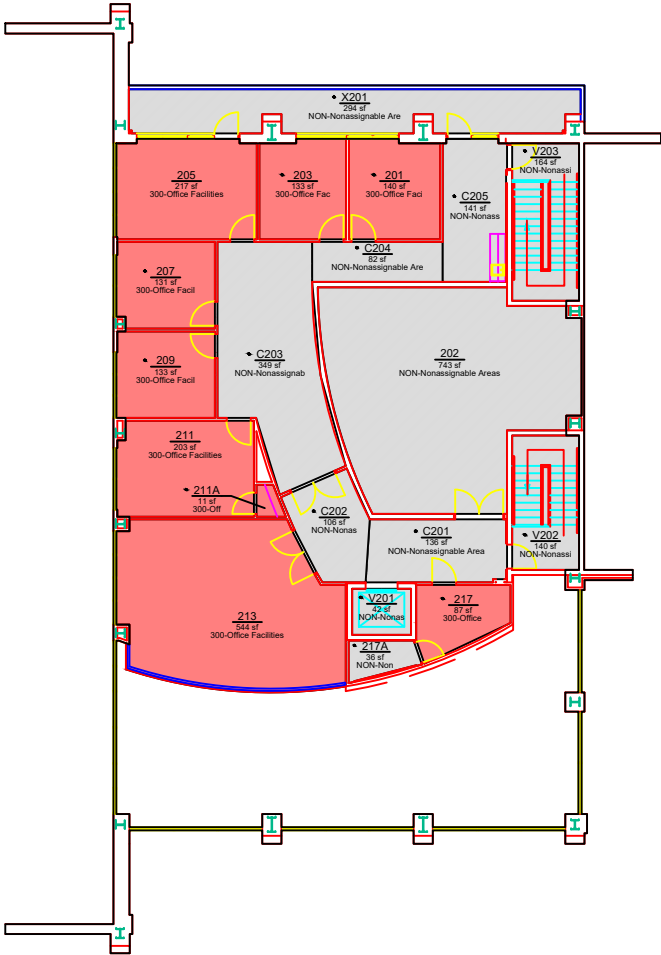 X201
294 sf
NON-Nonassignable Are
V203
164 sf
NON-Nonassi
205
217 sf
300-Office Facilities
203
133 sf
300-Office Fac
201
140 sf
300-Office Faci
C205
141 sf
NON-Nonass
C204
82 sf
NON-Nonassignable Are
207
131 sf
300-Office Facil
C203
349 sf
NON-Nonassignab
202
743 sf
NON-Nonassignable Areas
209
133 sf
300-Office Facil
211
203 sf
300-Office Facilities
211A
11 sf
300-Off
C202
106 sf
NON-Nonas
C201
136 sf
NON-Nonassignable Area
V202
140 sf
NON-Nonassi
213
544 sf
300-Office Facilities
V201
42 sf
NON-Nonas
217
87 sf
300-Office
217A
36 sf
NON-Non